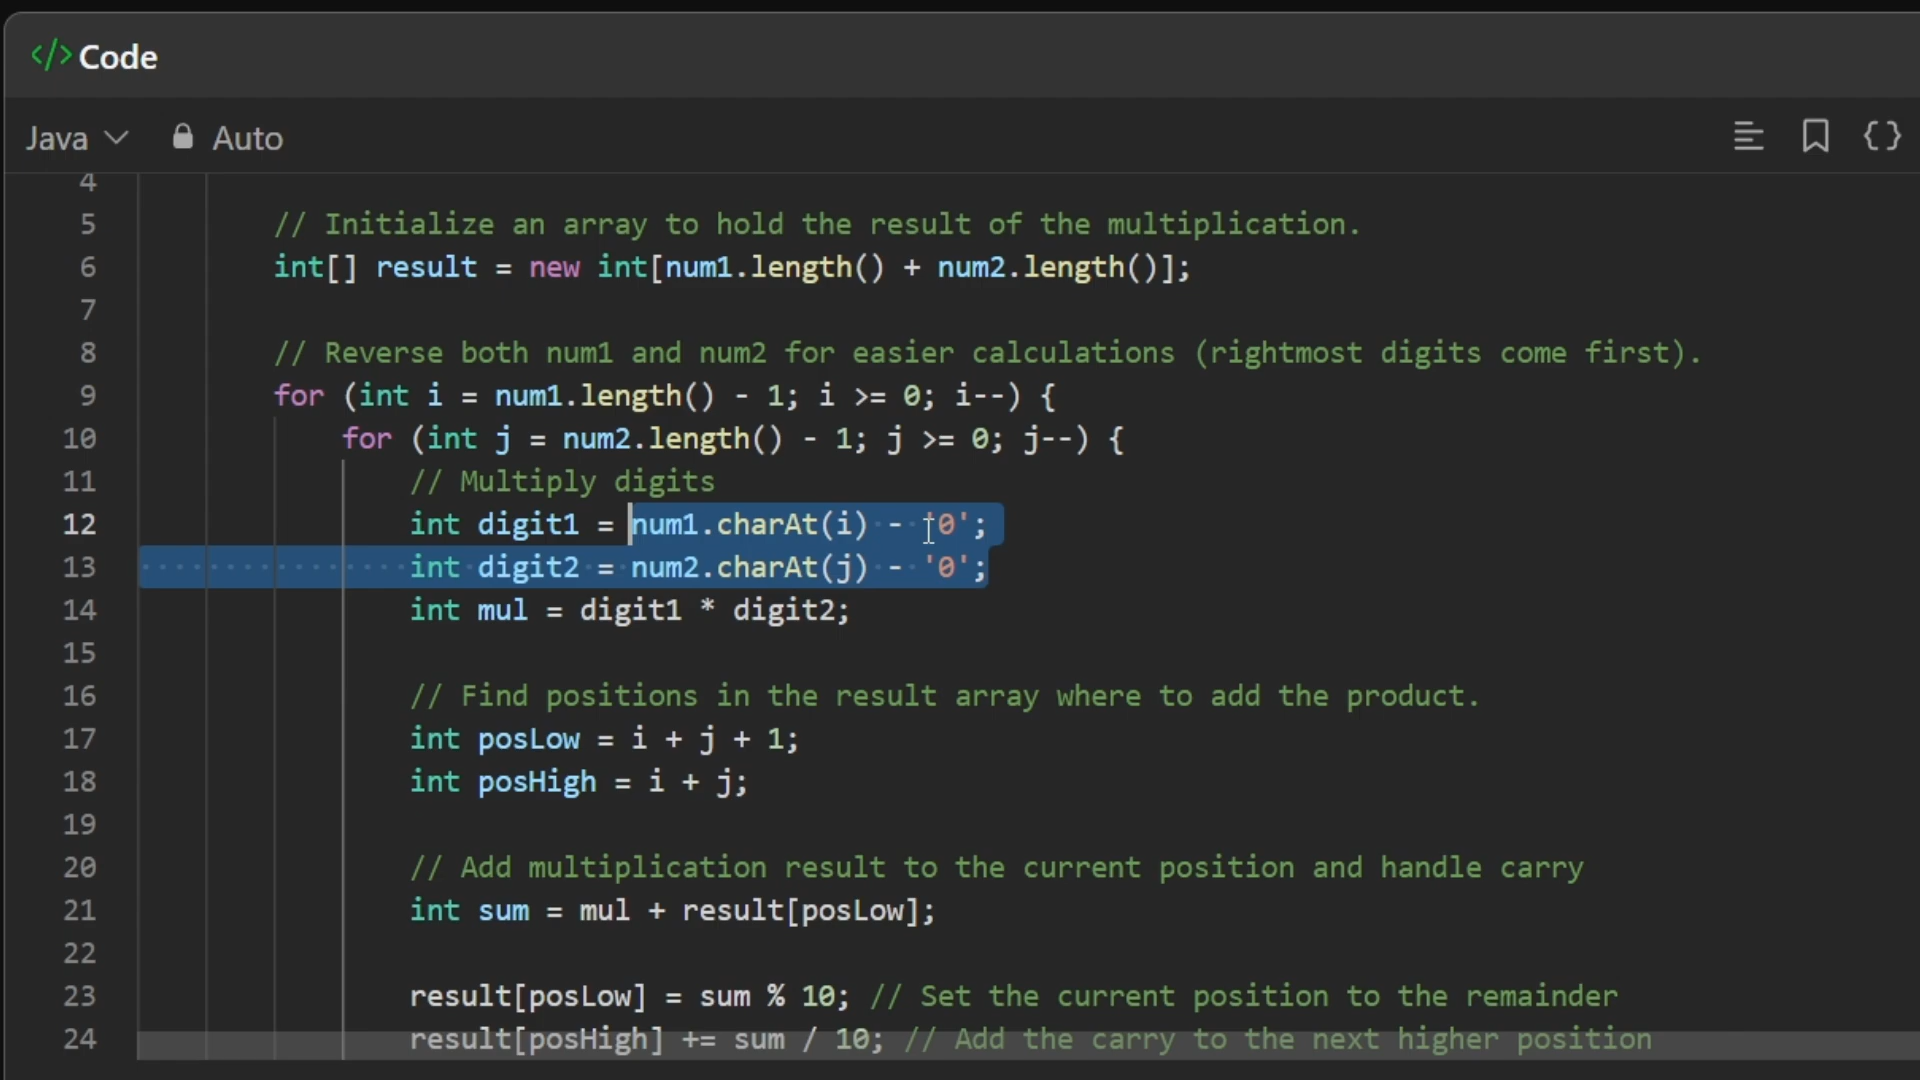 </> Code
Java Auto {}
4
5 // Initialize an array to hold the result of the multiplication.
6 int[] result = new int[num1.length() + num2.length()];
7
8 // Reverse both num1 and num2 for easier calculations (rightmost digits come first).
9 for (int i = num1.length() - 1; i >= 0; i--) {
10 for (int j = num2.length() - 1; j >= 0; j--) {
11 // Multiply digits
12 int digit1 = num1.charAt(i) - '0';
13 int digit2 = num2.charAt(j) - '0';
14 int mul = digit1 * digit2;
15
16 // Find positions in the result array where to add the product.
17 int posLow = i + j + 1;
18 int posHigh = i + j;
19
20 // Add multiplication result to the current position and handle carry
21 int sum = mul + result[posLow];
22
23 result[posLow] = sum % 10; // Set the current position to the remainder
24 result[posHigh] += sum / 10; // Add the carry to the next higher position